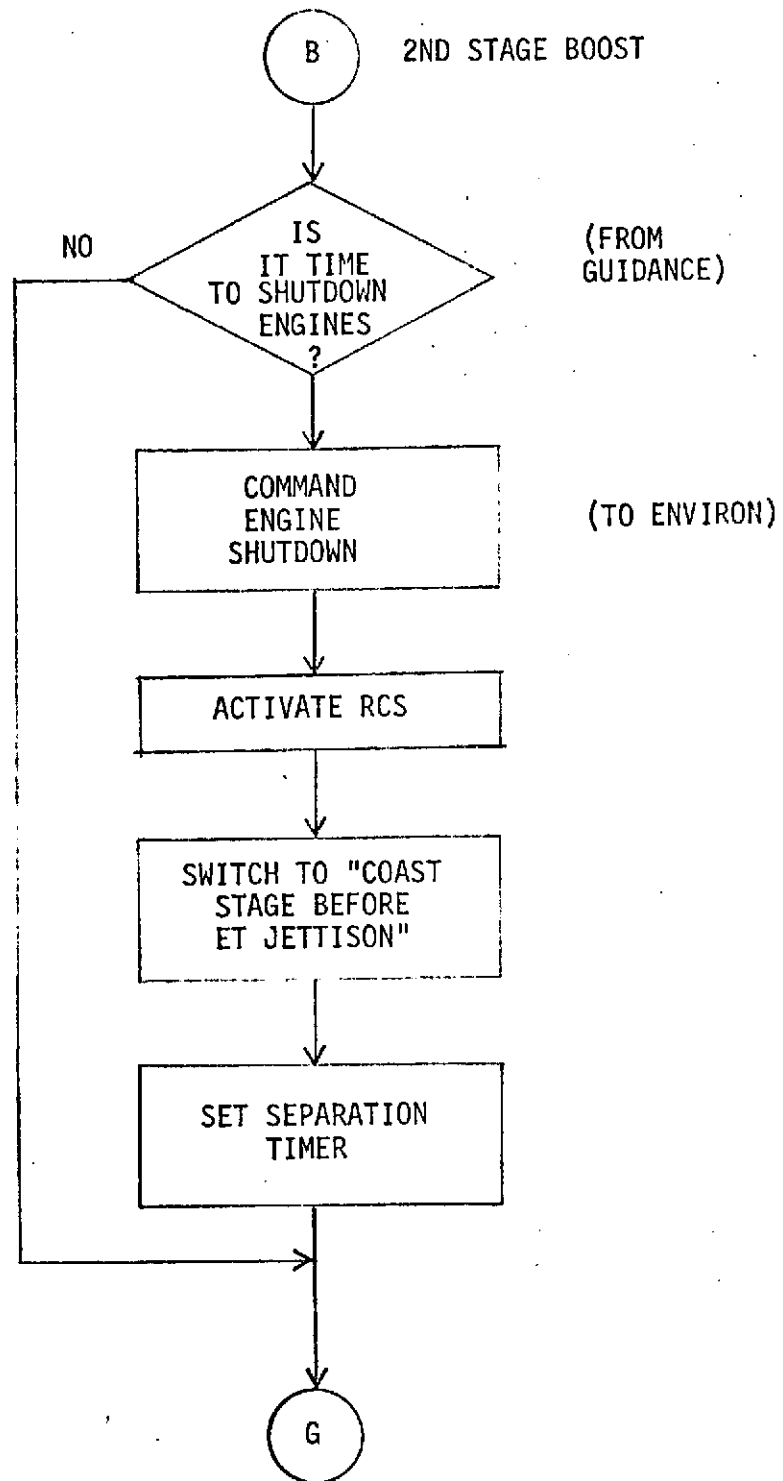 B 2ND STAGE BOOST
NO
IS
IT TIME
TO SHUTDOWN
ENGINES
?
(FROM
GUIDANCE)
COMMAND
ENGINE
SHUTDOWN
(TO ENVIRON)
ACTIVATE RCS
SWITCH TO "COAST
STAGE BEFORE
ET JETTISON"
SET SEPARATION
TIMER
G